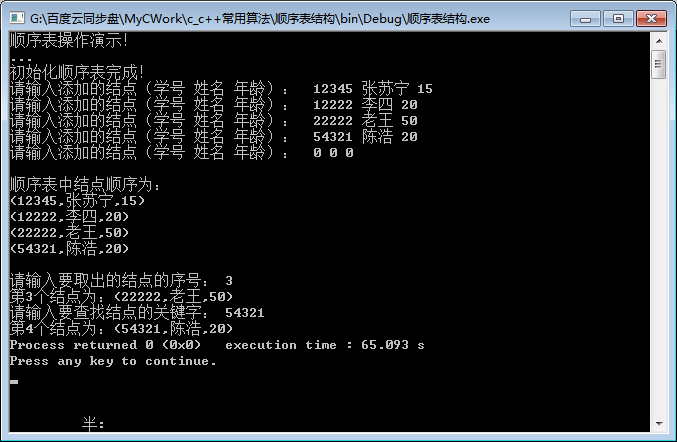 G:\百度云同步盘\MyCWork\c_c++常用算法\顺序表结构\bin\Debug\顺序表结构.exe
顺序表操作演示!
...
初始化顺序表完成!
请输入添加的结点（学号 姓名 年龄）： 12345 张苏宁 15
请输入添加的结点（学号 姓名 年龄）： 12222 李四 20
请输入添加的结点（学号 姓名 年龄）： 22222 老王 50
请输入添加的结点（学号 姓名 年龄）： 54321 陈浩 20
请输入添加的结点（学号 姓名 年龄）： 0 0 0
顺序表中结点顺序为：
(12345,张苏宁,15)
(12222,李四,20)
(22222,老王,50)
(54321,陈浩,20)
请输入要取出的结点的序号： 3
第3个结点为：(22222,老王,50)
请输入要查找结点的关键字： 54321
第4个结点为：(54321,陈浩,20)
Process returned 0 (0x0)   execution time : 65.093 s
Press any key to continue.
半：